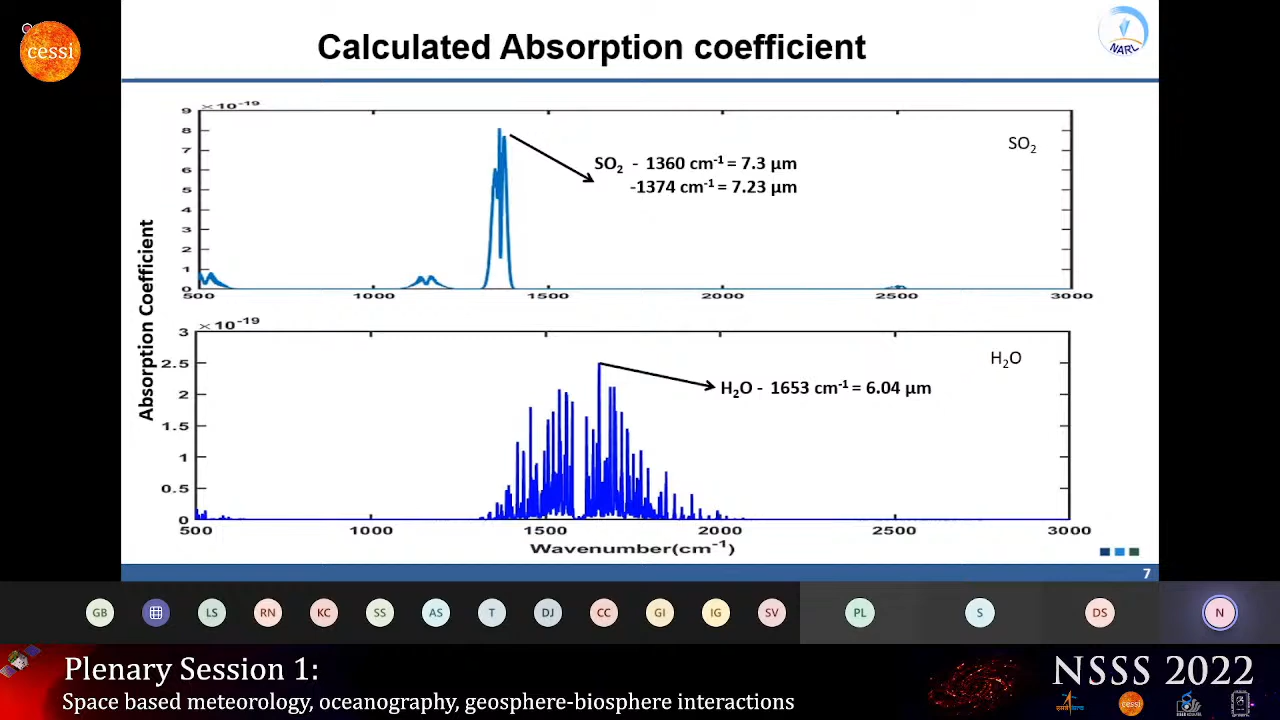 cessi
Calculated Absorption coefficient
NARL
×10⁻¹⁹
9
8
7
6
5
4
3
2
1
0
500 1000 1500 2000 2500 3000
SO₂
SO₂ - 1360 cm⁻¹ = 7.3 µm
-1374 cm⁻¹ = 7.23 µm
Absorption Coefficient
×10⁻¹⁹
3
2.5
2
1.5
1
0.5
0
500 1000 1500 2000 2500 3000
H₂O
H₂O - 1653 cm⁻¹ = 6.04 µm
Wavenumber(cm⁻¹)
7
GB LS RN KC SS AS T DJ CC GI IG SV PL S DS N
Plenary Session 1:
Space based meteorology, oceanography, geosphere-biosphere interactions
NSSS 2022
cessi